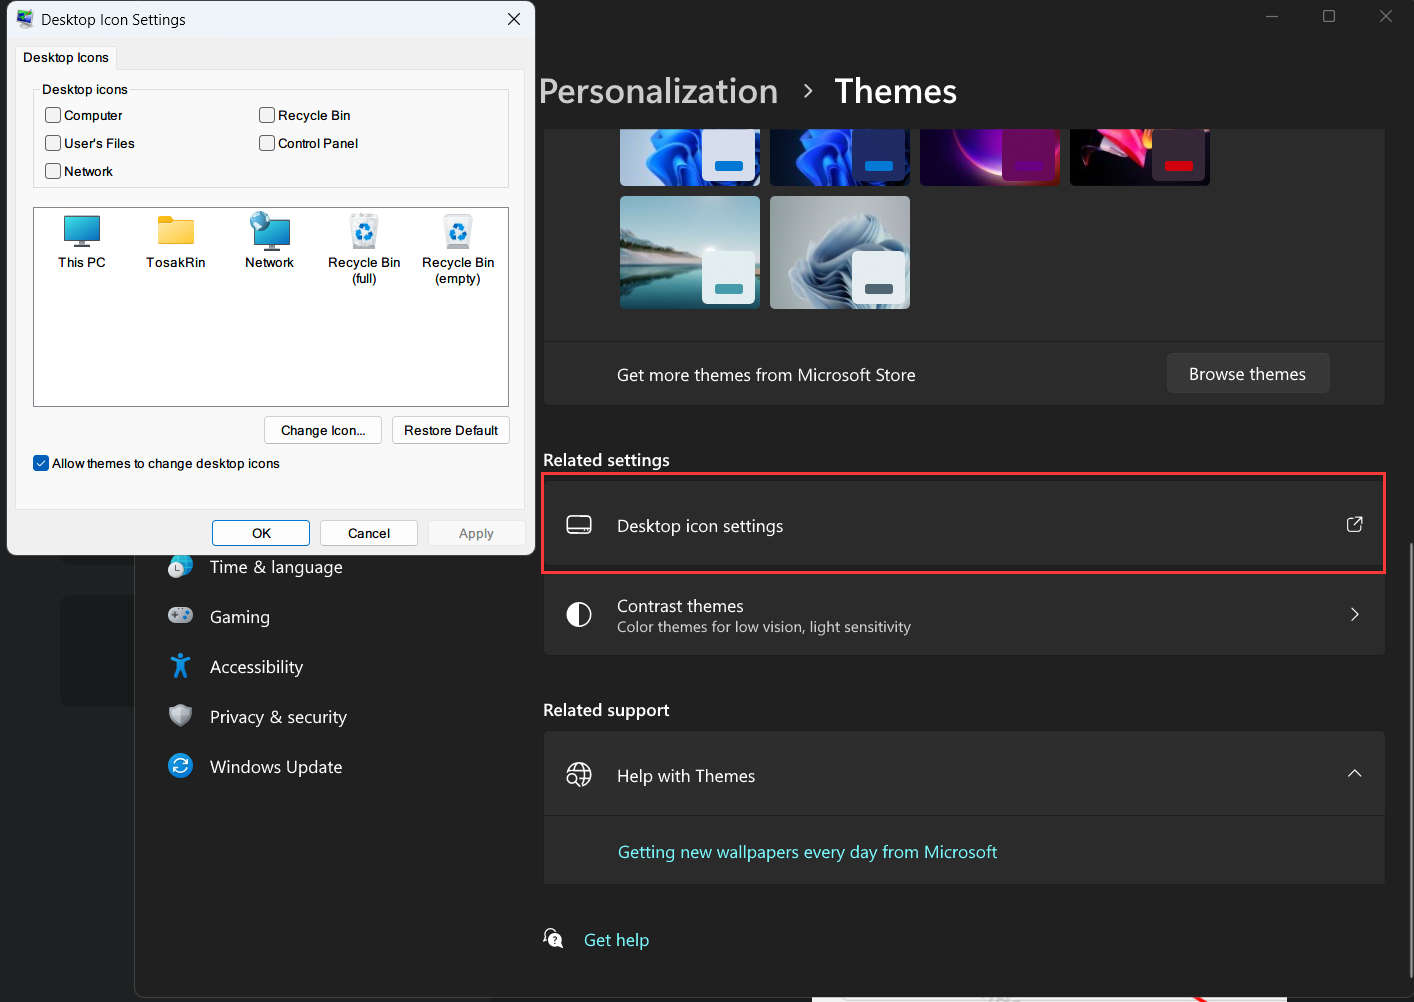 Desktop Icon Settings
Desktop Icons
Desktop icons
Computer
Recycle Bin
User's Files
Control Panel
Network
This PC
TosakRin
Network
Recycle Bin
(full)
Recycle Bin
(empty)
Change Icon...
Restore Default
Allow themes to change desktop icons
OK
Cancel
Apply
Time & language
Gaming
Accessibility
Privacy & security
Windows Update
Personalization > Themes
Get more themes from Microsoft Store
Browse themes
Related settings
Desktop icon settings
Contrast themes
Color themes for low vision, light sensitivity
Related support
Help with Themes
Getting new wallpapers every day from Microsoft
Get help